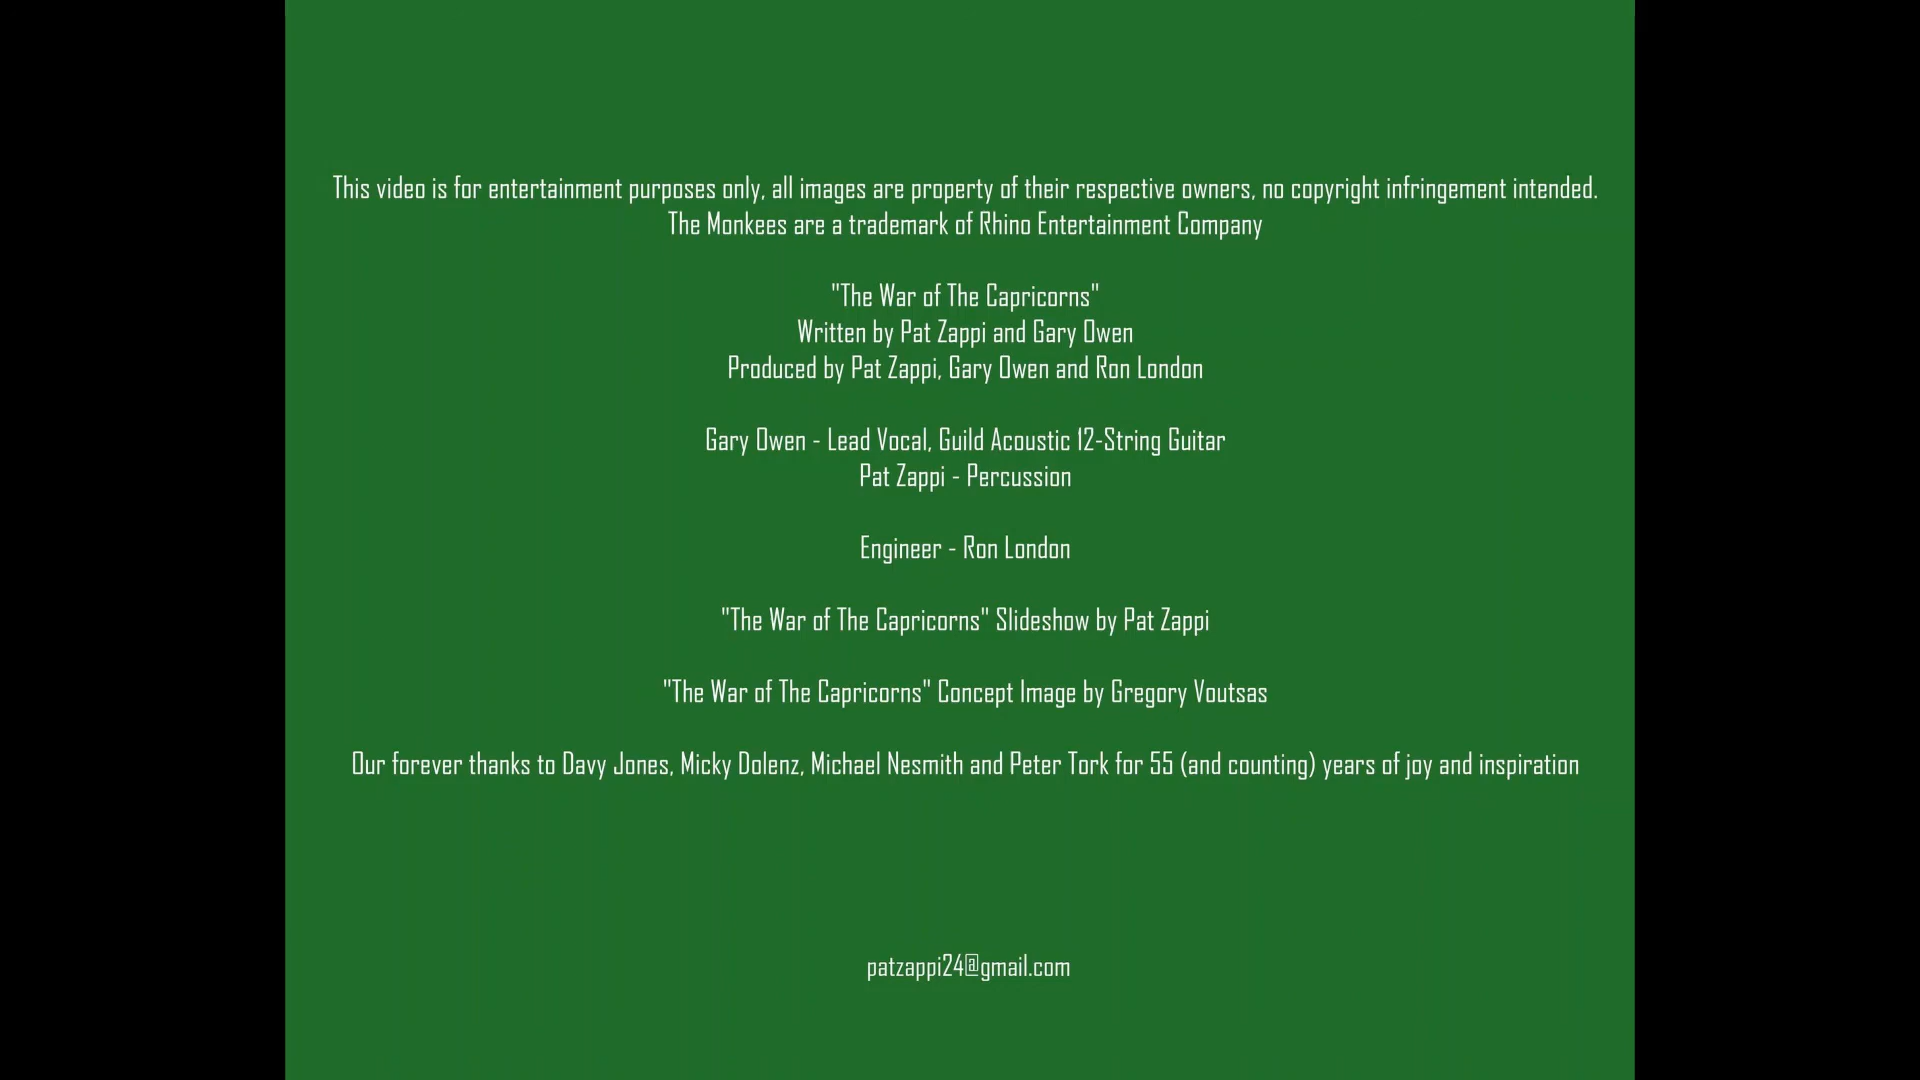 This video is for entertainment purposes only, all images are property of their respective owners, no copyright infringement intended.
The Monkees are a trademark of Rhino Entertainment Company
"The War of The Capricorns"
Written by Pat Zappi and Gary Owen
Produced by Pat Zappi, Gary Owen and Ron London
Gary Owen - Lead Vocal, Guild Acoustic 12-String Guitar
Pat Zappi - Percussion
Engineer - Ron London
"The War of The Capricorns" Slideshow by Pat Zappi
"The War of The Capricorns" Concept Image by Gregory Voutsas
Our forever thanks to Davy Jones, Micky Dolenz, Michael Nesmith and Peter Tork for 55 (and counting) years of joy and inspiration
patzappi24@gmail.com